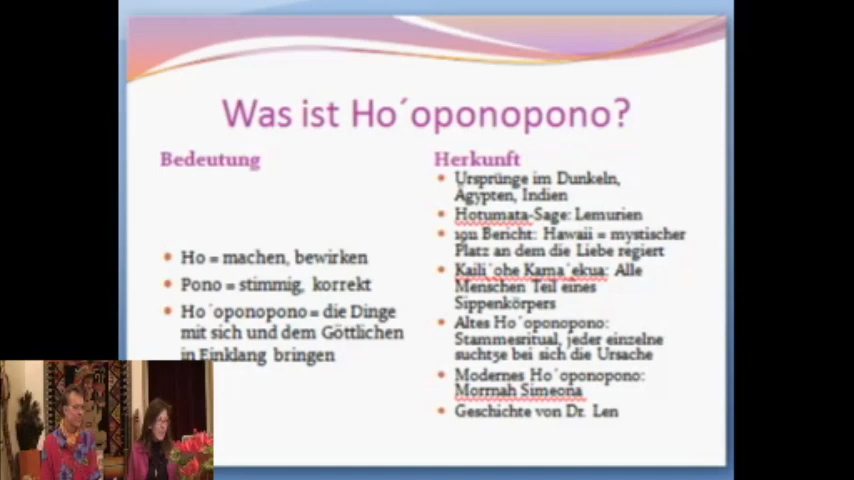 Was ist Ho´oponopono?
Bedeutung
Ho = machen, bewirken
Pono = stimmig, korrekt
Ho´oponopono = die Dinge
mit sich und dem Göttlichen
in Einklang bringen
Herkunft
Ursprünge im Dunkeln,
Ägypten, Indien
Hotumata-Sage: Lemurien
1911 Bericht: Hawaii = mystischer
Platz an dem die Liebe regiert
Kaili´ohe Kama´ekua: Alle
Menschen Teil eines
Sippenkörpers
Altes Ho´oponopono:
Stammesritual, jeder einzelne
sucht5e bei sich die Ursache
Modernes Ho´oponopono:
Morrnah Simeona
Geschichte von Dr. Len